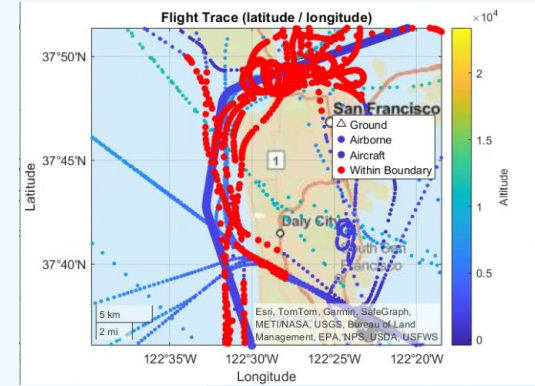 Flight Trace (latitude / longitude)
×10⁴
37°50'N
37°45'N
37°40'N
Latitude
San Francisco
Ground
Airborne
Aircraft
Within Boundary
1
Daly City
South San
Francisco
5 km
2 mi
Esri, TomTom, Garmin, SafeGraph,
METI/NASA, USGS, Bureau of Land
Management, EPA, NPS, USDA, USFWS
122°35'W
122°30'W
122°25'W
122°20'W
Longitude
2
1.5
1
0.5
0
Altitude